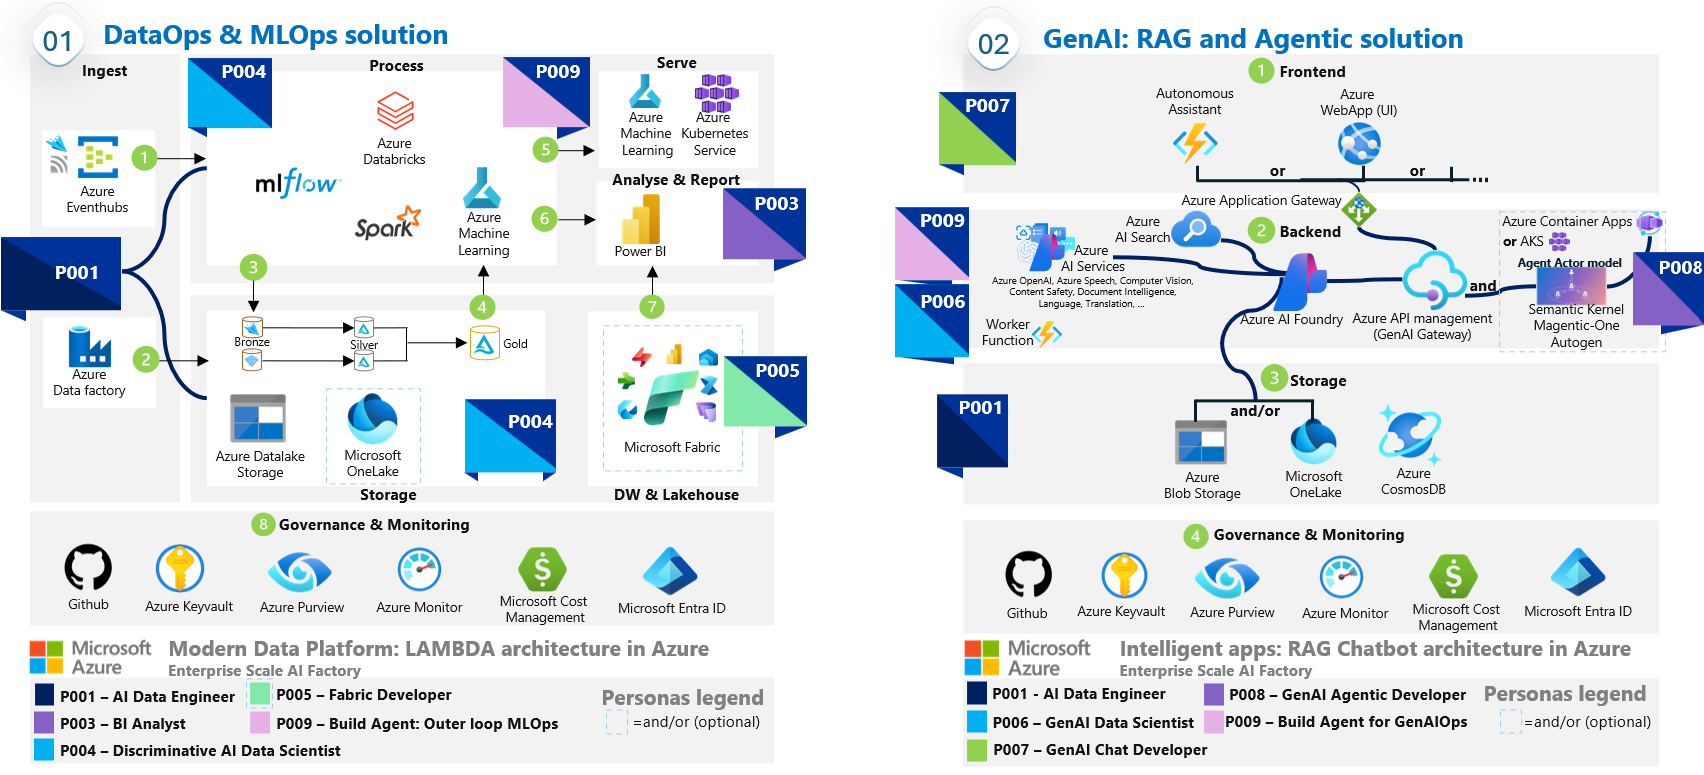 01
DataOps & MLOps solution
Ingest
P004
Process
P009
Serve
Azure
Databricks
Azure
Machine
Learning
Azure
Kubernetes
Service
1
5
Azure
Eventhubs
mlflow™
Spark
Azure
Machine
Learning
Analyse & Report
6
Power BI
P003
P001
3
4
7
Bronze
Silver
Gold
2
Azure
Data factory
Azure Datalake
Storage
Microsoft
OneLake
P004
P005
Microsoft Fabric
Storage
DW & Lakehouse
8
Governance & Monitoring
Github
Azure Keyvault
Azure Purview
Azure Monitor
Microsoft Cost
Management
Microsoft Entra ID
Microsoft
Azure
Modern Data Platform: LAMBDA architecture in Azure
Enterprise Scale AI Factory
P001 – AI Data Engineer
P003 – BI Analyst
P004 – Discriminative AI Data Scientist
P005 – Fabric Developer
P009 – Build Agent: Outer loop MLOps
Personas legend
=and/or (optional)
02
GenAI: RAG and Agentic solution
1
Frontend
P007
Autonomous
Assistant
Azure
WebApp (UI)
or
or
Azure Application Gateway
P009
Azure
AI Services
Azure OpenAI, Azure Speech, Computer Vision,
Content Safety, Document Intelligence,
Language, Translation, ...
Azure
AI Search
2
Backend
Azure Container Apps
or AKS
Agent Actor model
P008
P006
Worker
Function
Azure AI Foundry
Azure API management
(GenAI Gateway)
and
Semantic Kernel
Magentic-One
Autogen
3
Storage
P001
and/or
Azure
Blob Storage
Microsoft
OneLake
Azure
CosmosDB
4
Governance & Monitoring
Github
Azure Keyvault
Azure Purview
Azure Monitor
Microsoft Cost
Management
Microsoft Entra ID
Microsoft
Azure
Intelligent apps: RAG Chatbot architecture in Azure
Enterprise Scale AI Factory
P001 - AI Data Engineer
P006 – GenAI Data Scientist
P007 – GenAI Chat Developer
P008 – GenAI Agentic Developer
P009 – Build Agent for GenAIOps
Personas legend
=and/or (optional)